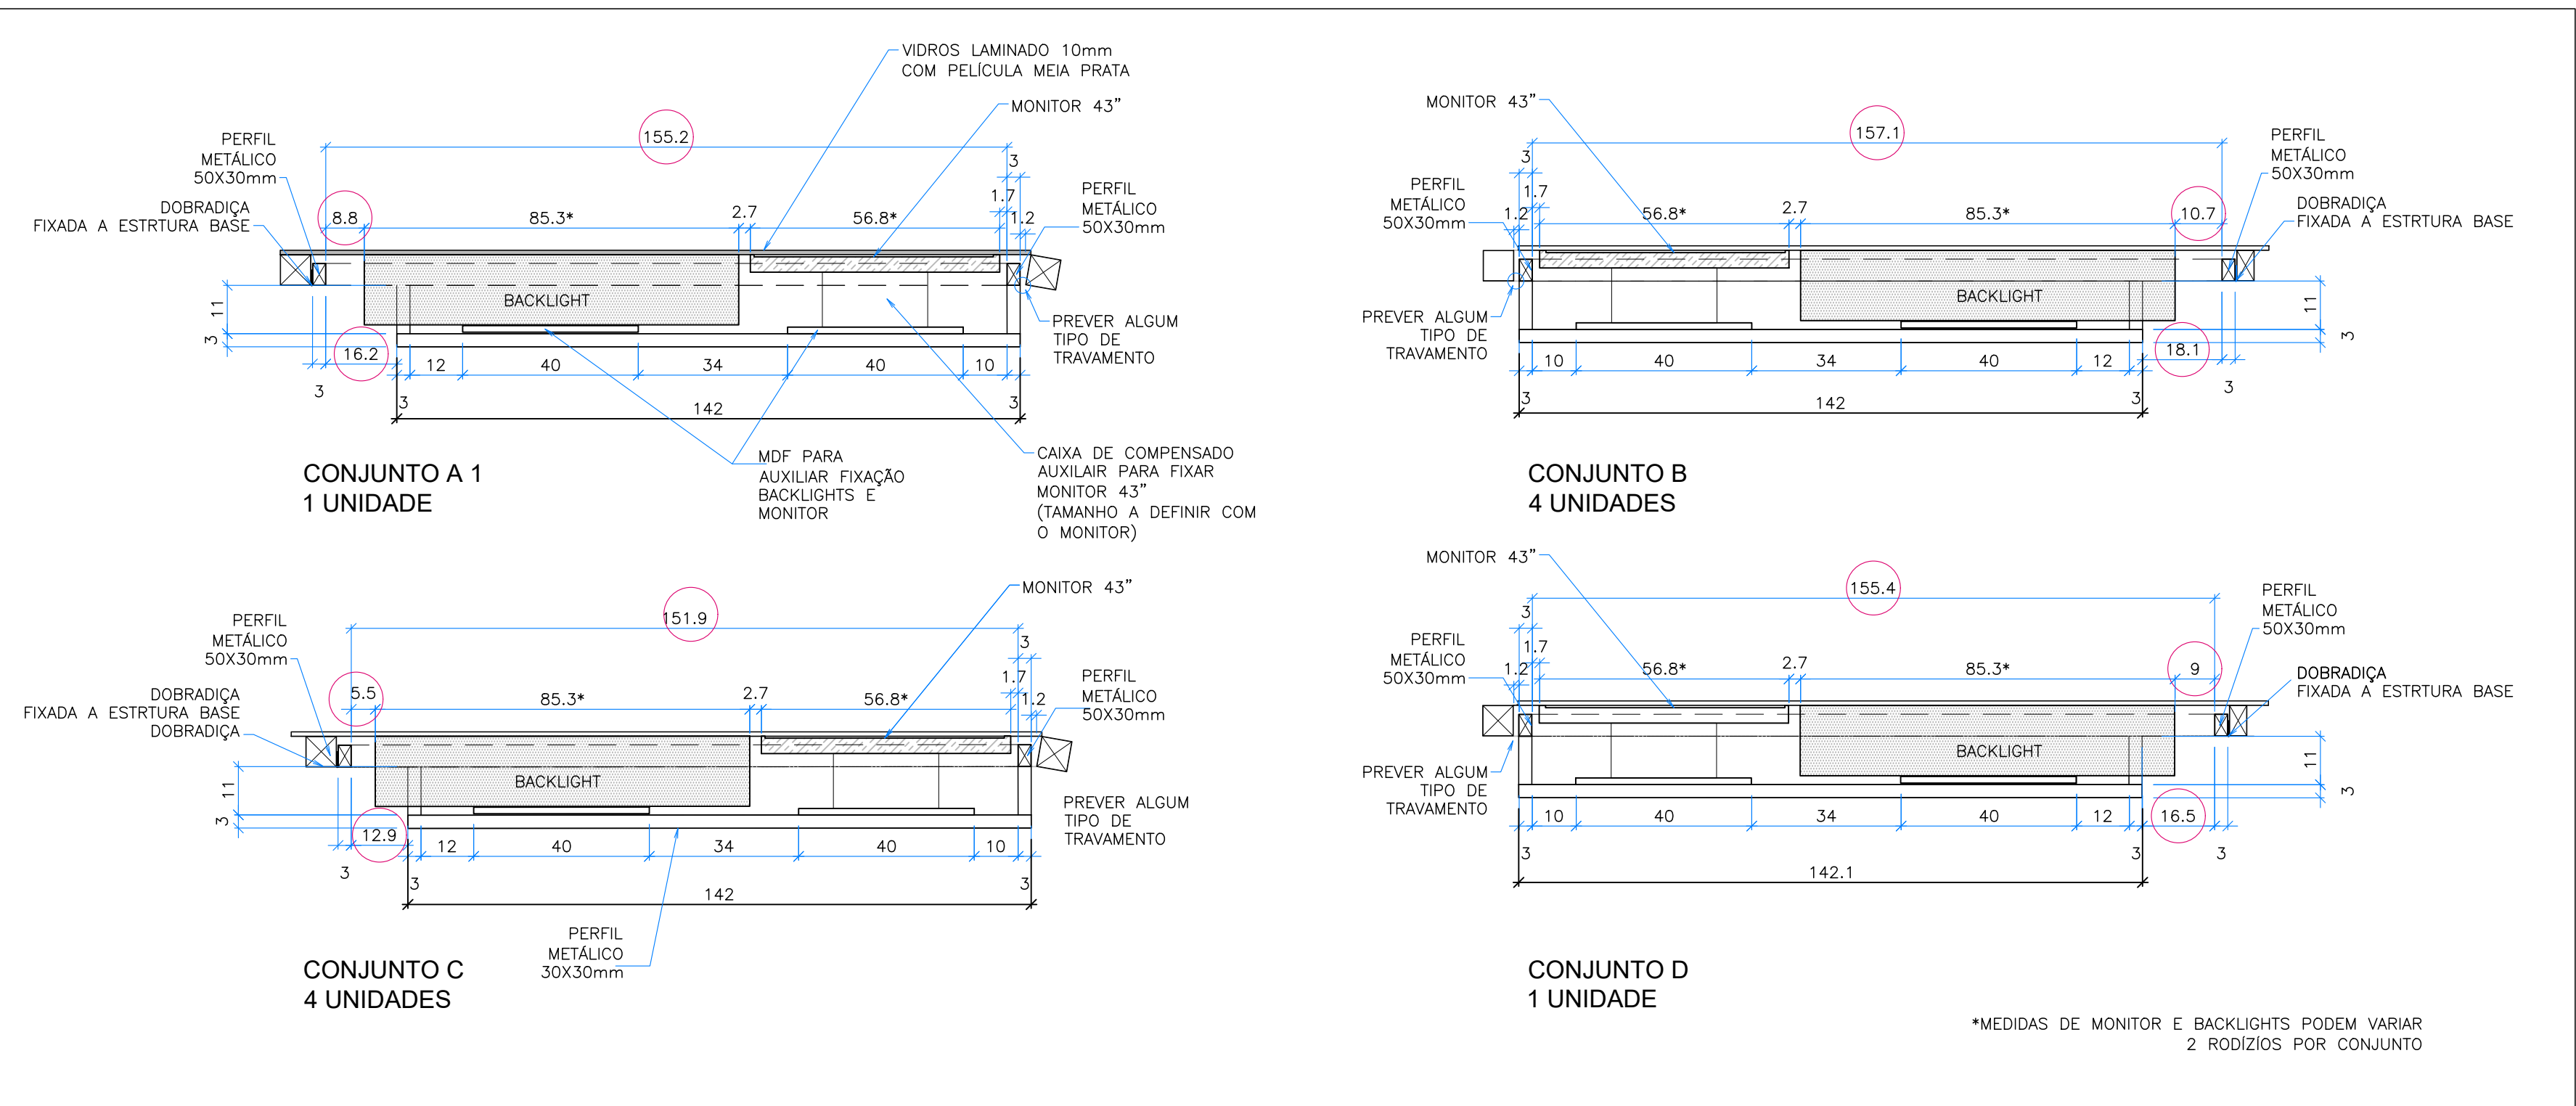 VIDROS LAMINADO 10mm
COM PELÍCULA MEIA PRATA
MONITOR 43"
155.2
PERFIL
METÁLICO
50X30mm
DOBRADIÇA
FIXADA A ESTRTURA BASE
8.8
85.3*
2.7
56.8*
3
1.7
1.2
PERFIL
METÁLICO
50X30mm
BACKLIGHT
11
3
16.2
3
12
40
34
40
10
3
142
3
PREVER ALGUM
TIPO DE
TRAVAMENTO
MDF PARA
AUXILIAR FIXAÇÃO
BACKLIGHTS E
MONITOR
CAIXA DE COMPENSADO
AUXILAIR PARA FIXAR
MONITOR 43"
(TAMANHO A DEFINIR COM
O MONITOR)
CONJUNTO A 1
1 UNIDADE
MONITOR 43"
157.1
3
PERFIL
METÁLICO
50X30mm
1.7
1.2
56.8*
2.7
85.3*
10.7
PERFIL
METÁLICO
50X30mm
DOBRADIÇA
FIXADA A ESTRTURA BASE
BACKLIGHT
PREVER ALGUM
TIPO DE
TRAVAMENTO
11
3
18.1
10
40
34
40
12
3
3
142
3
CONJUNTO B
4 UNIDADES
MONITOR 43"
151.9
PERFIL
METÁLICO
50X30mm
DOBRADIÇA
FIXADA A ESTRTURA BASE
DOBRADIÇA
5.5
85.3*
2.7
56.8*
3
1.7
1.2
PERFIL
METÁLICO
50X30mm
BACKLIGHT
11
3
12.9
3
12
40
34
40
10
3
142
3
PREVER ALGUM
TIPO DE
TRAVAMENTO
PERFIL
METÁLICO
30X30mm
CONJUNTO C
4 UNIDADES
MONITOR 43"
155.4
3
PERFIL
METÁLICO
50X30mm
1.7
1.2
56.8*
2.7
85.3*
9
PERFIL
METÁLICO
50X30mm
DOBRADIÇA
FIXADA A ESTRTURA BASE
BACKLIGHT
PREVER ALGUM
TIPO DE
TRAVAMENTO
11
3
16.5
10
40
34
40
12
3
3
142.1
3
CONJUNTO D
1 UNIDADE
*MEDIDAS DE MONITOR E BACKLIGHTS PODEM VARIAR
2 RODÍZÍOS POR CONJUNTO